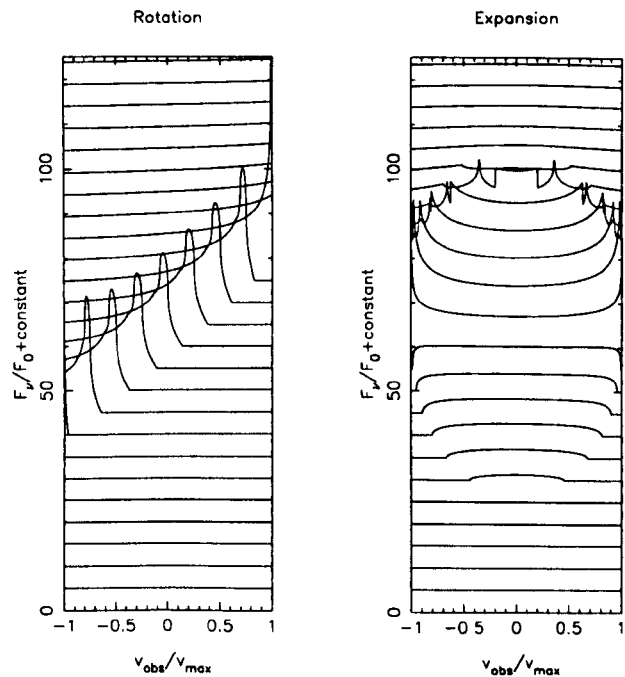 Rotation
F_ν/F_0+constant
100
50
0
-1 -0.5 0 0.5 1
v_obs/v_max
Expansion
F_ν/F_0+constant
100
50
0
-1 -0.5 0 0.5 1
v_obs/v_max